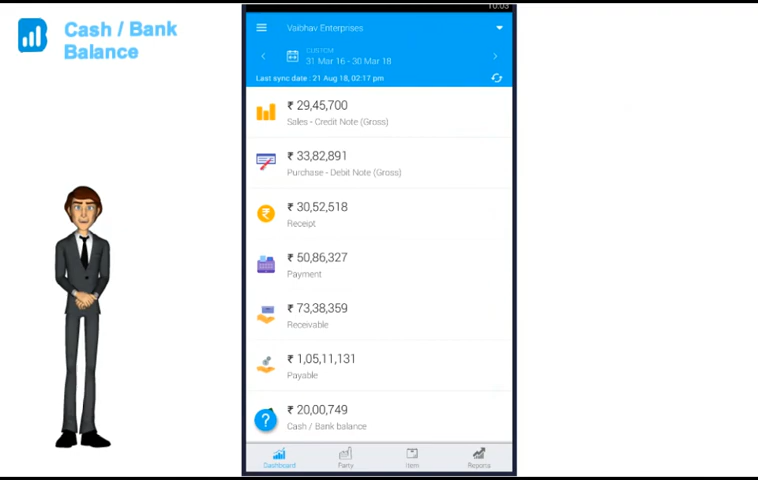 Cash / Bank
Balance
10:03
Vaibhav Enterprises
CUSTOM
31 Mar 16 - 30 Mar 18
Last sync date : 21 Aug 18, 02:17 pm
₹ 29,45,700
Sales - Credit Note (Gross)
₹ 33,82,891
Purchase - Debit Note (Gross)
₹ 30,52,518
Receipt
₹ 50,86,327
Payment
₹ 73,38,359
Receivable
₹ 1,05,11,131
Payable
₹ 20,00,749
?
Cash / Bank balance
Dashboard
Party
Item
Reports